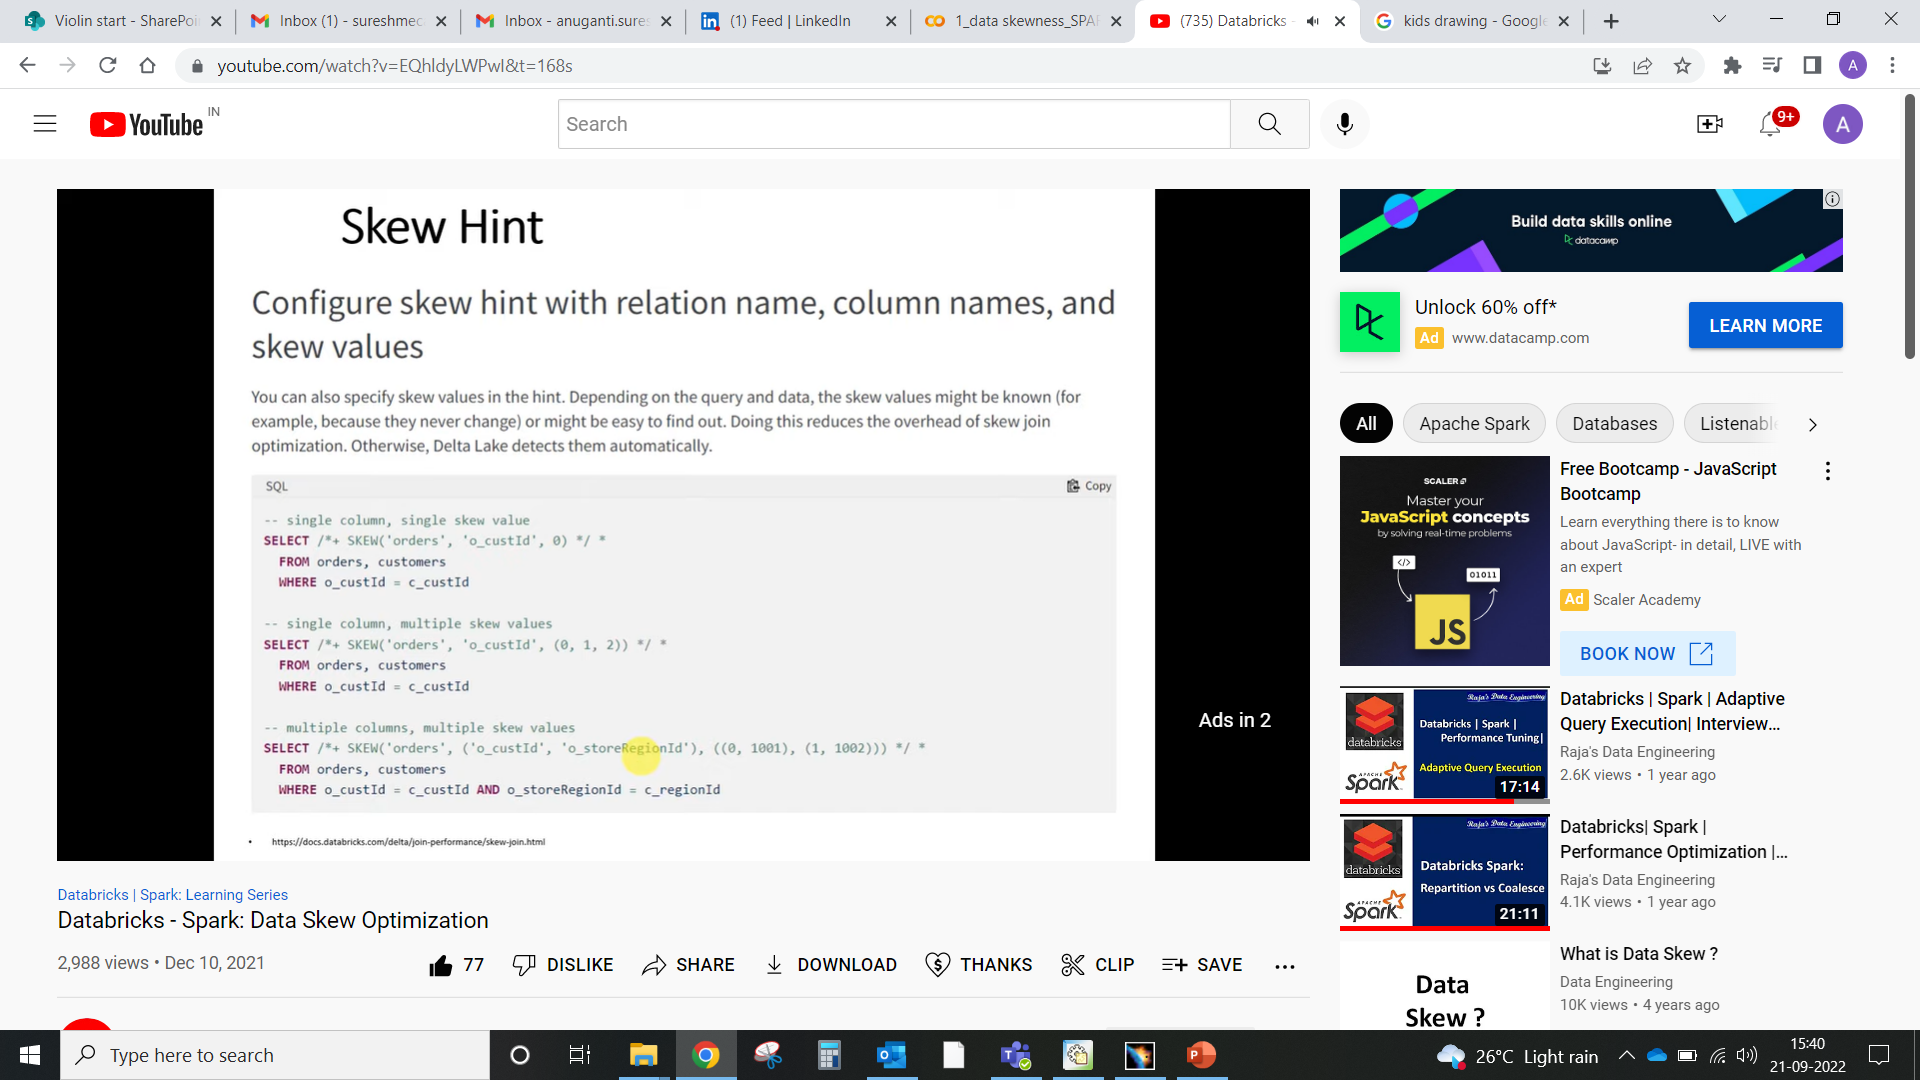 Violin start - SharePoi
Inbox (1) - sureshmec
Inbox - anuganti.sures
(1) Feed | LinkedIn
1_data skewness_SPAR
(735) Databricks -
kids drawing - Google
youtube.com/watch?v=EQhIdyLWPwI&t=168s
A
YouTube IN
Search
9+
A
Skew Hint
Configure skew hint with relation name, column names, and
skew values
You can also specify skew values in the hint. Depending on the query and data, the skew values might be known (for
example, because they never change) or might be easy to find out. Doing this reduces the overhead of skew join
optimization. Otherwise, Delta Lake detects them automatically.
SQL
Copy
-- single column, single skew value
SELECT /*+ SKEW('orders', 'o_custId', 0) */ *
FROM orders, customers
WHERE o_custId = c_custId
-- single column, multiple skew values
SELECT /*+ SKEW('orders', 'o_custId', (0, 1, 2)) */ *
FROM orders, customers
WHERE o_custId = c_custId
-- multiple columns, multiple skew values
SELECT /*+ SKEW('orders', ('o_custId', 'o_storeRegionId'), ((0, 1001), (1, 1002))) */ *
FROM orders, customers
WHERE o_custId = c_custId AND o_storeRegionId = c_regionId
• https://docs.databricks.com/delta/join-performance/skew-join.html
Ads in 2
Databricks | Spark: Learning Series
Databricks - Spark: Data Skew Optimization
2,988 views • Dec 10, 2021
77
DISLIKE
SHARE
DOWNLOAD
THANKS
CLIP
SAVE
Build data skills online
datacamp
Unlock 60% off*
Ad www.datacamp.com
LEARN MORE
All
Apache Spark
Databases
Listenable
SCALER
Master your
JavaScript concepts
by solving real-time problems
</>
01011
JS
Free Bootcamp - JavaScript
Bootcamp
Learn everything there is to know
about JavaScript- in detail, LIVE with
an expert
Ad Scaler Academy
BOOK NOW
Raja's Data Engineering
Databricks | Spark |
Performance Tuning|
Adaptive Query Execution
databricks
APACHE
Spark
17:14
Databricks | Spark | Adaptive
Query Execution| Interview...
Raja's Data Engineering
2.6K views • 1 year ago
Raja's Data Engineering
Databricks Spark:
Repartition vs Coalesce
databricks
APACHE
Spark
21:11
Databricks| Spark |
Performance Optimization |...
Raja's Data Engineering
4.1K views • 1 year ago
Data
Skew ?
What is Data Skew ?
Data Engineering
10K views • 4 years ago
Type here to search
26°C Light rain
15:40
21-09-2022